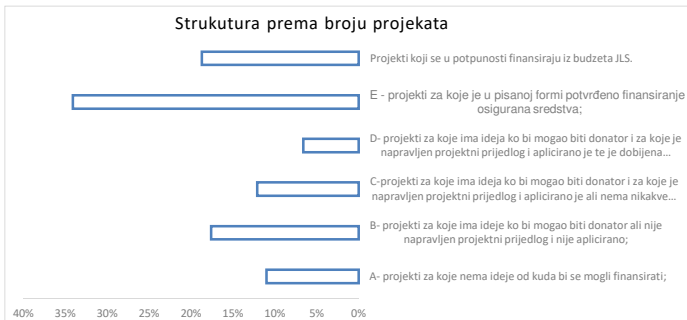 Strukutura prema broju projekata
Projekti koji se u potpunosti finansiraju iz budzeta JLS.
E - projekti za koje je u pisanoj formi potvrđeno finansiranje
osigurana sredstva;
D- projekti za koje ima ideja ko bi mogao biti donator i za koje je
napravljen projektni prijedlog i aplicirano je te je dobijena...
C-projekti za koje ima ideja ko bi mogao biti donator i za koje je
napravljen projektni prijedlog i aplicirano je ali nema nikakve...
B- projekti za koje ima ideje ko bi mogao biti donator ali nije
napravljen projektni prijedlog i nije aplicirano;
A- projekti za koje nema ideje od kuda bi se mogli finansirati;
40% 35% 30% 25% 20% 15% 10% 5% 0%